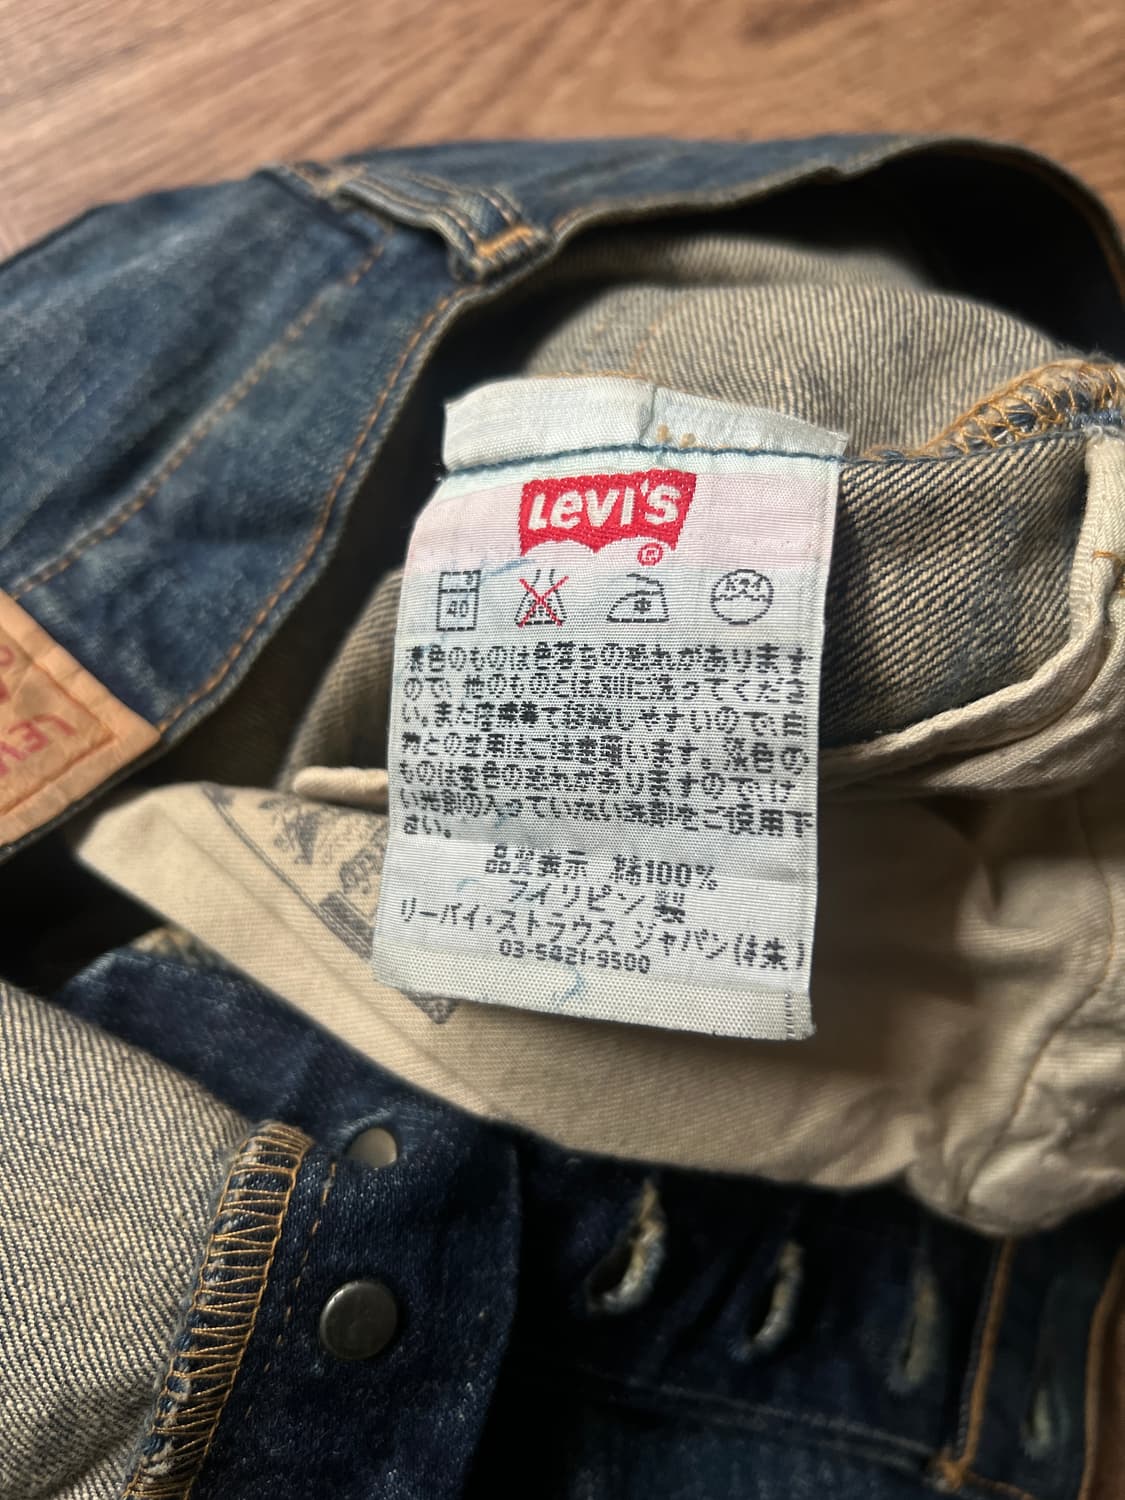 LEVI'S
®
40
中
濃色のものは色落ちの恐れがあります
ので、他のものとは別に洗ってくださ
い。また摩擦等で移染しやすいので、白
物との着用はご注意願います。淡色の
ものは変色の恐れがありますので、け
い光剤の入っていない洗剤をご使用下
さい。
品質表示 綿100%
フィリピン製
リーバイ・ストラウス ジャパン(株)
03-5421-9500